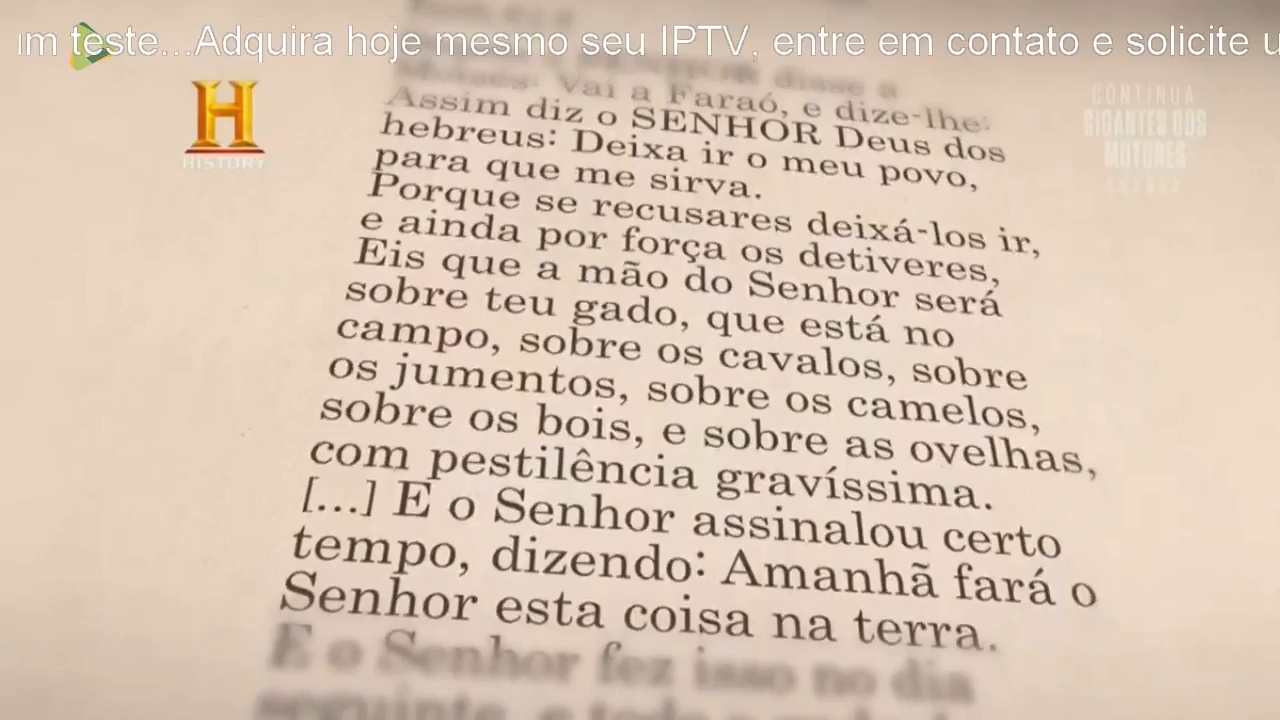 um teste...Adquira hoje mesmo seu IPTV, entre em contato e solicite u
HISTORY
CONTINUA
GIGANTES DOS
MOTORES
Moisés: Vai a Faraó, e dize-lhe:
Assim diz o SENHOR Deus dos
hebreus: Deixa ir o meu povo,
para que me sirva.
Porque se recusares deixá-los ir,
e ainda por força os detiveres,
Eis que a mão do Senhor será
sobre teu gado, que está no
campo, sobre os cavalos, sobre
os jumentos, sobre os camelos,
sobre os bois, e sobre as ovelhas,
com pestilência gravíssima.
[...] E o Senhor assinalou certo
tempo, dizendo: Amanhã fará o
Senhor esta coisa na terra.
E o Senhor fez isso no dia
seguinte, e